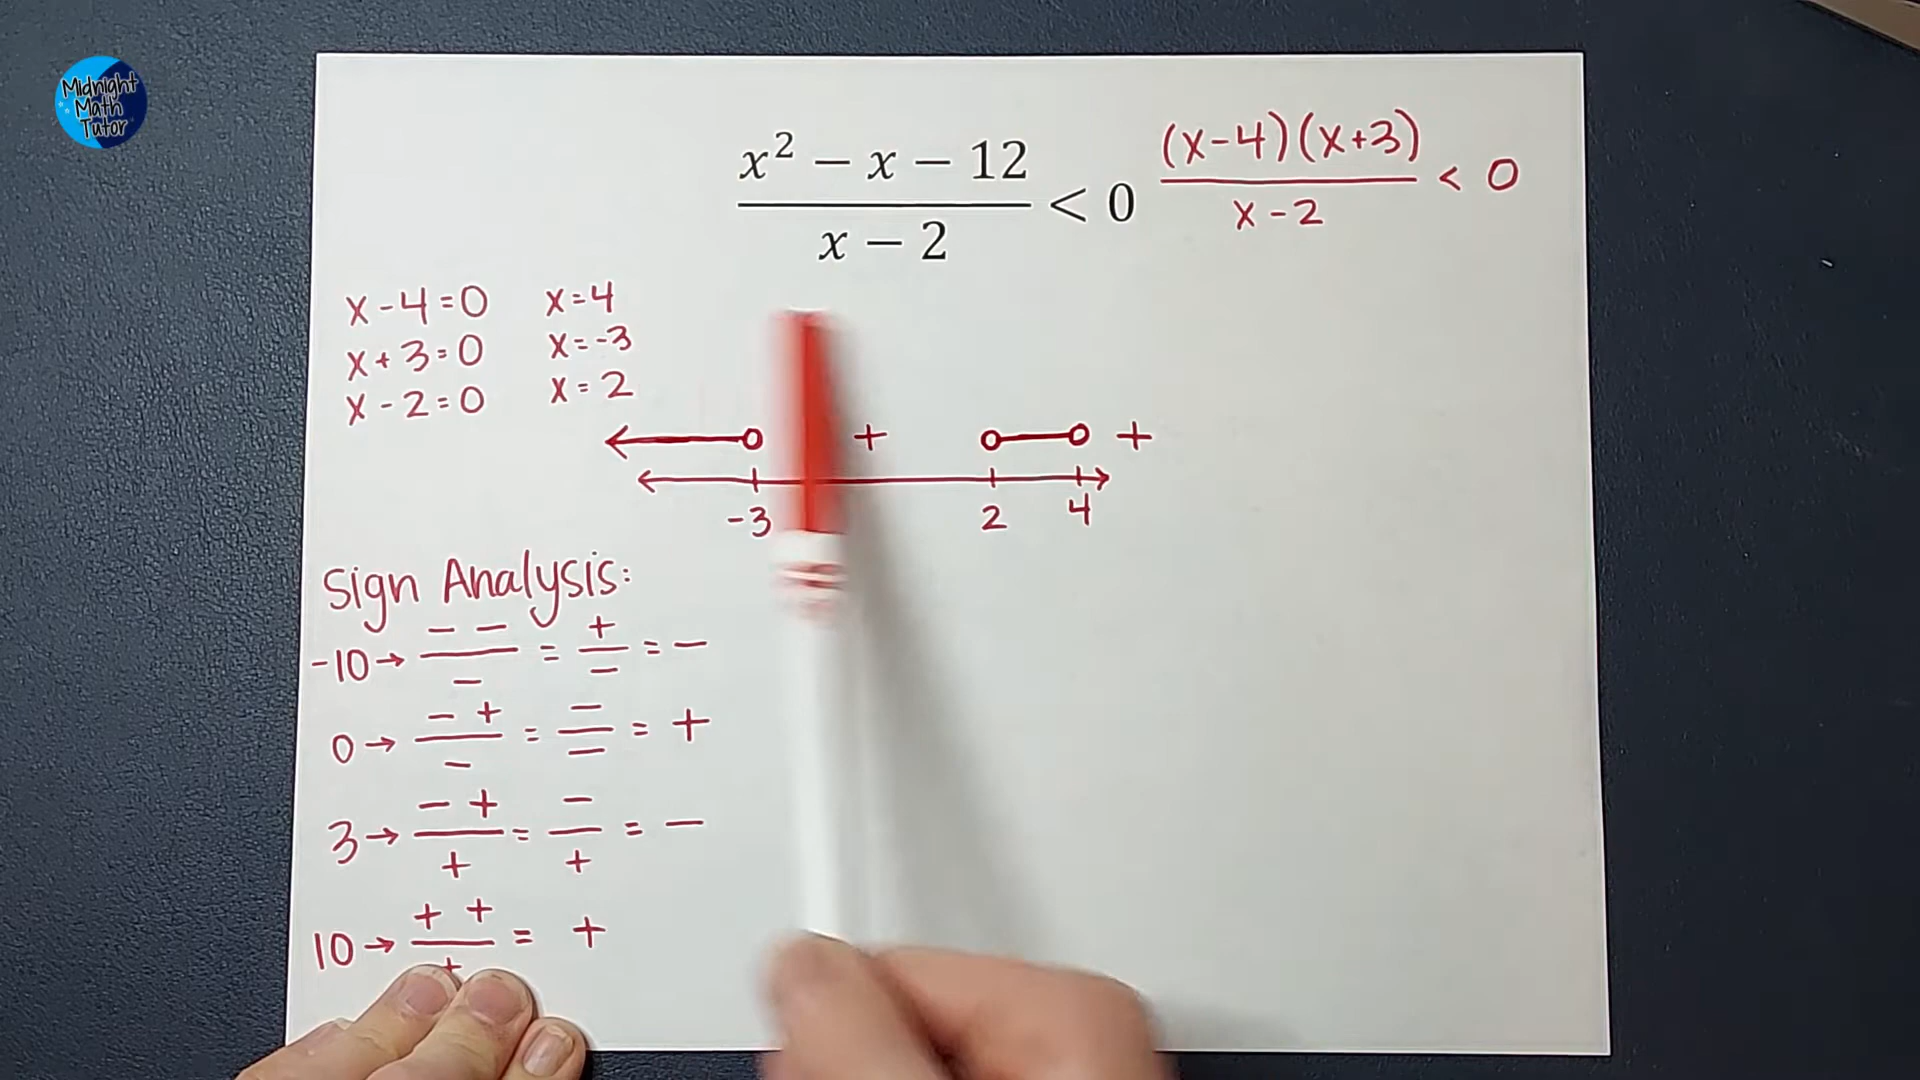 Midnight
Math
Tutor
x² − x − 12
x − 2
< 0
(x-4)(x+3)
x-2
< 0
x-4=0 x=4
x+3=0 x=-3
x-2=0 x=2
+ +
-3 2 4
Sign Analysis:
-10→ − − / − = + / − = −
0→ − + / − = − / − = +
3→ − + / + = − / + = −
10→ + + / + = +